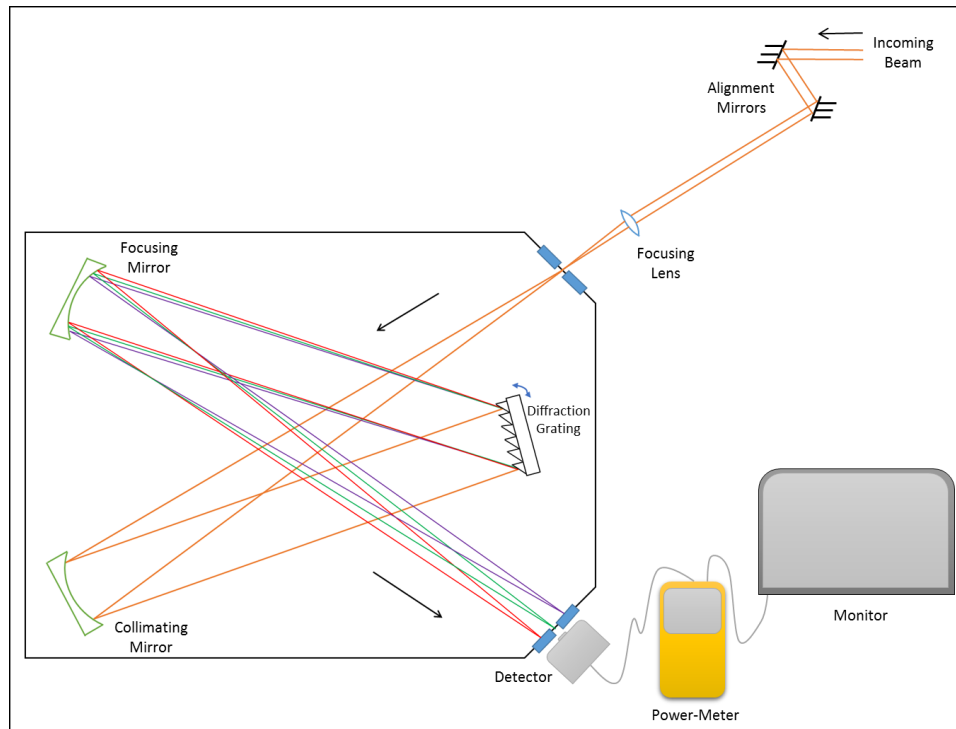 Incoming
Beam
Alignment
Mirrors
Focusing
Lens
Focusing
Mirror
Diffraction
Grating
Collimating
Mirror
Detector
Power-Meter
Monitor